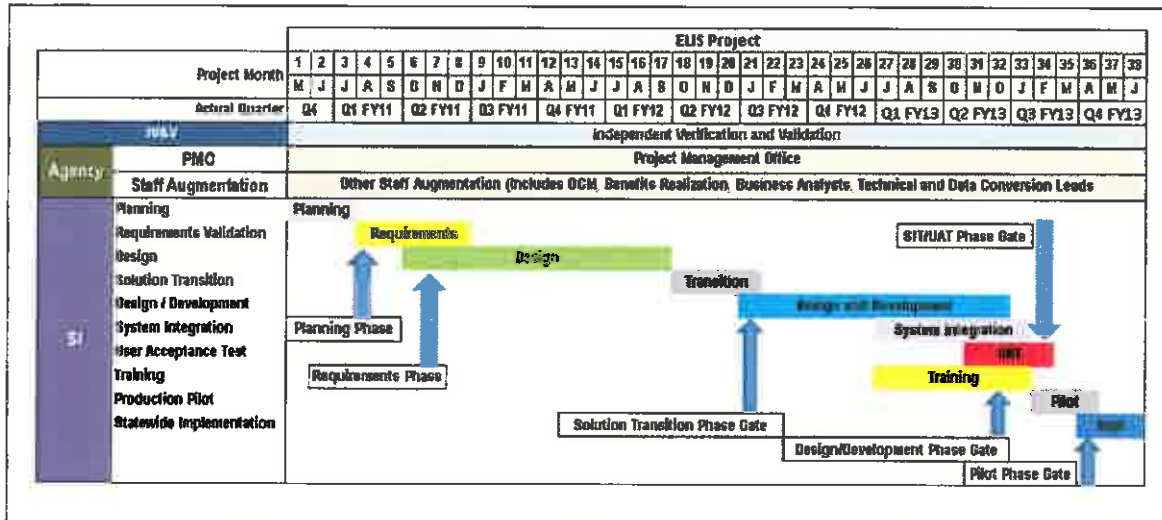 ELIS Project
Project Month 1 2 3 4 5 6 7 8 9 10 11 12 13 14 15 16 17 18 19 20 21 22 23 24 25 26 27 28 29 30 31 32 33 34 35 36 37 38
M J J A S O N D J F M A M J J A S O N D J F M A M J J A S O N D J F M A M J
Actual Quarter Q4 Q1 FY11 Q2 FY11 Q3 FY11 Q4 FY11 Q1 FY12 Q2 FY12 Q3 FY12 Q4 FY12 Q1 FY13 Q2 FY13 Q3 FY13 Q4 FY13
IV&V Independent Verification and Validation
Agency
PMO Project Management Office
Staff Augmentation Other Staff Augmentation (Includes OCM, Benefits Realization, Business Analysts, Technical and Data Conversion Leads
SI
Planning Planning
Requirements Validation Requirements SIT/UAT Phase Gate
Design Design
Solution Transition Transition
Design / Development Design and Development
System Integration Planning Phase System Integration
User Acceptance Test UAT
Training Requirements Phase Training
Production Pilot Pilot
Statewide Implementation Solution Transition Phase Gate
Design/Development Phase Gate
Pilot Phase Gate